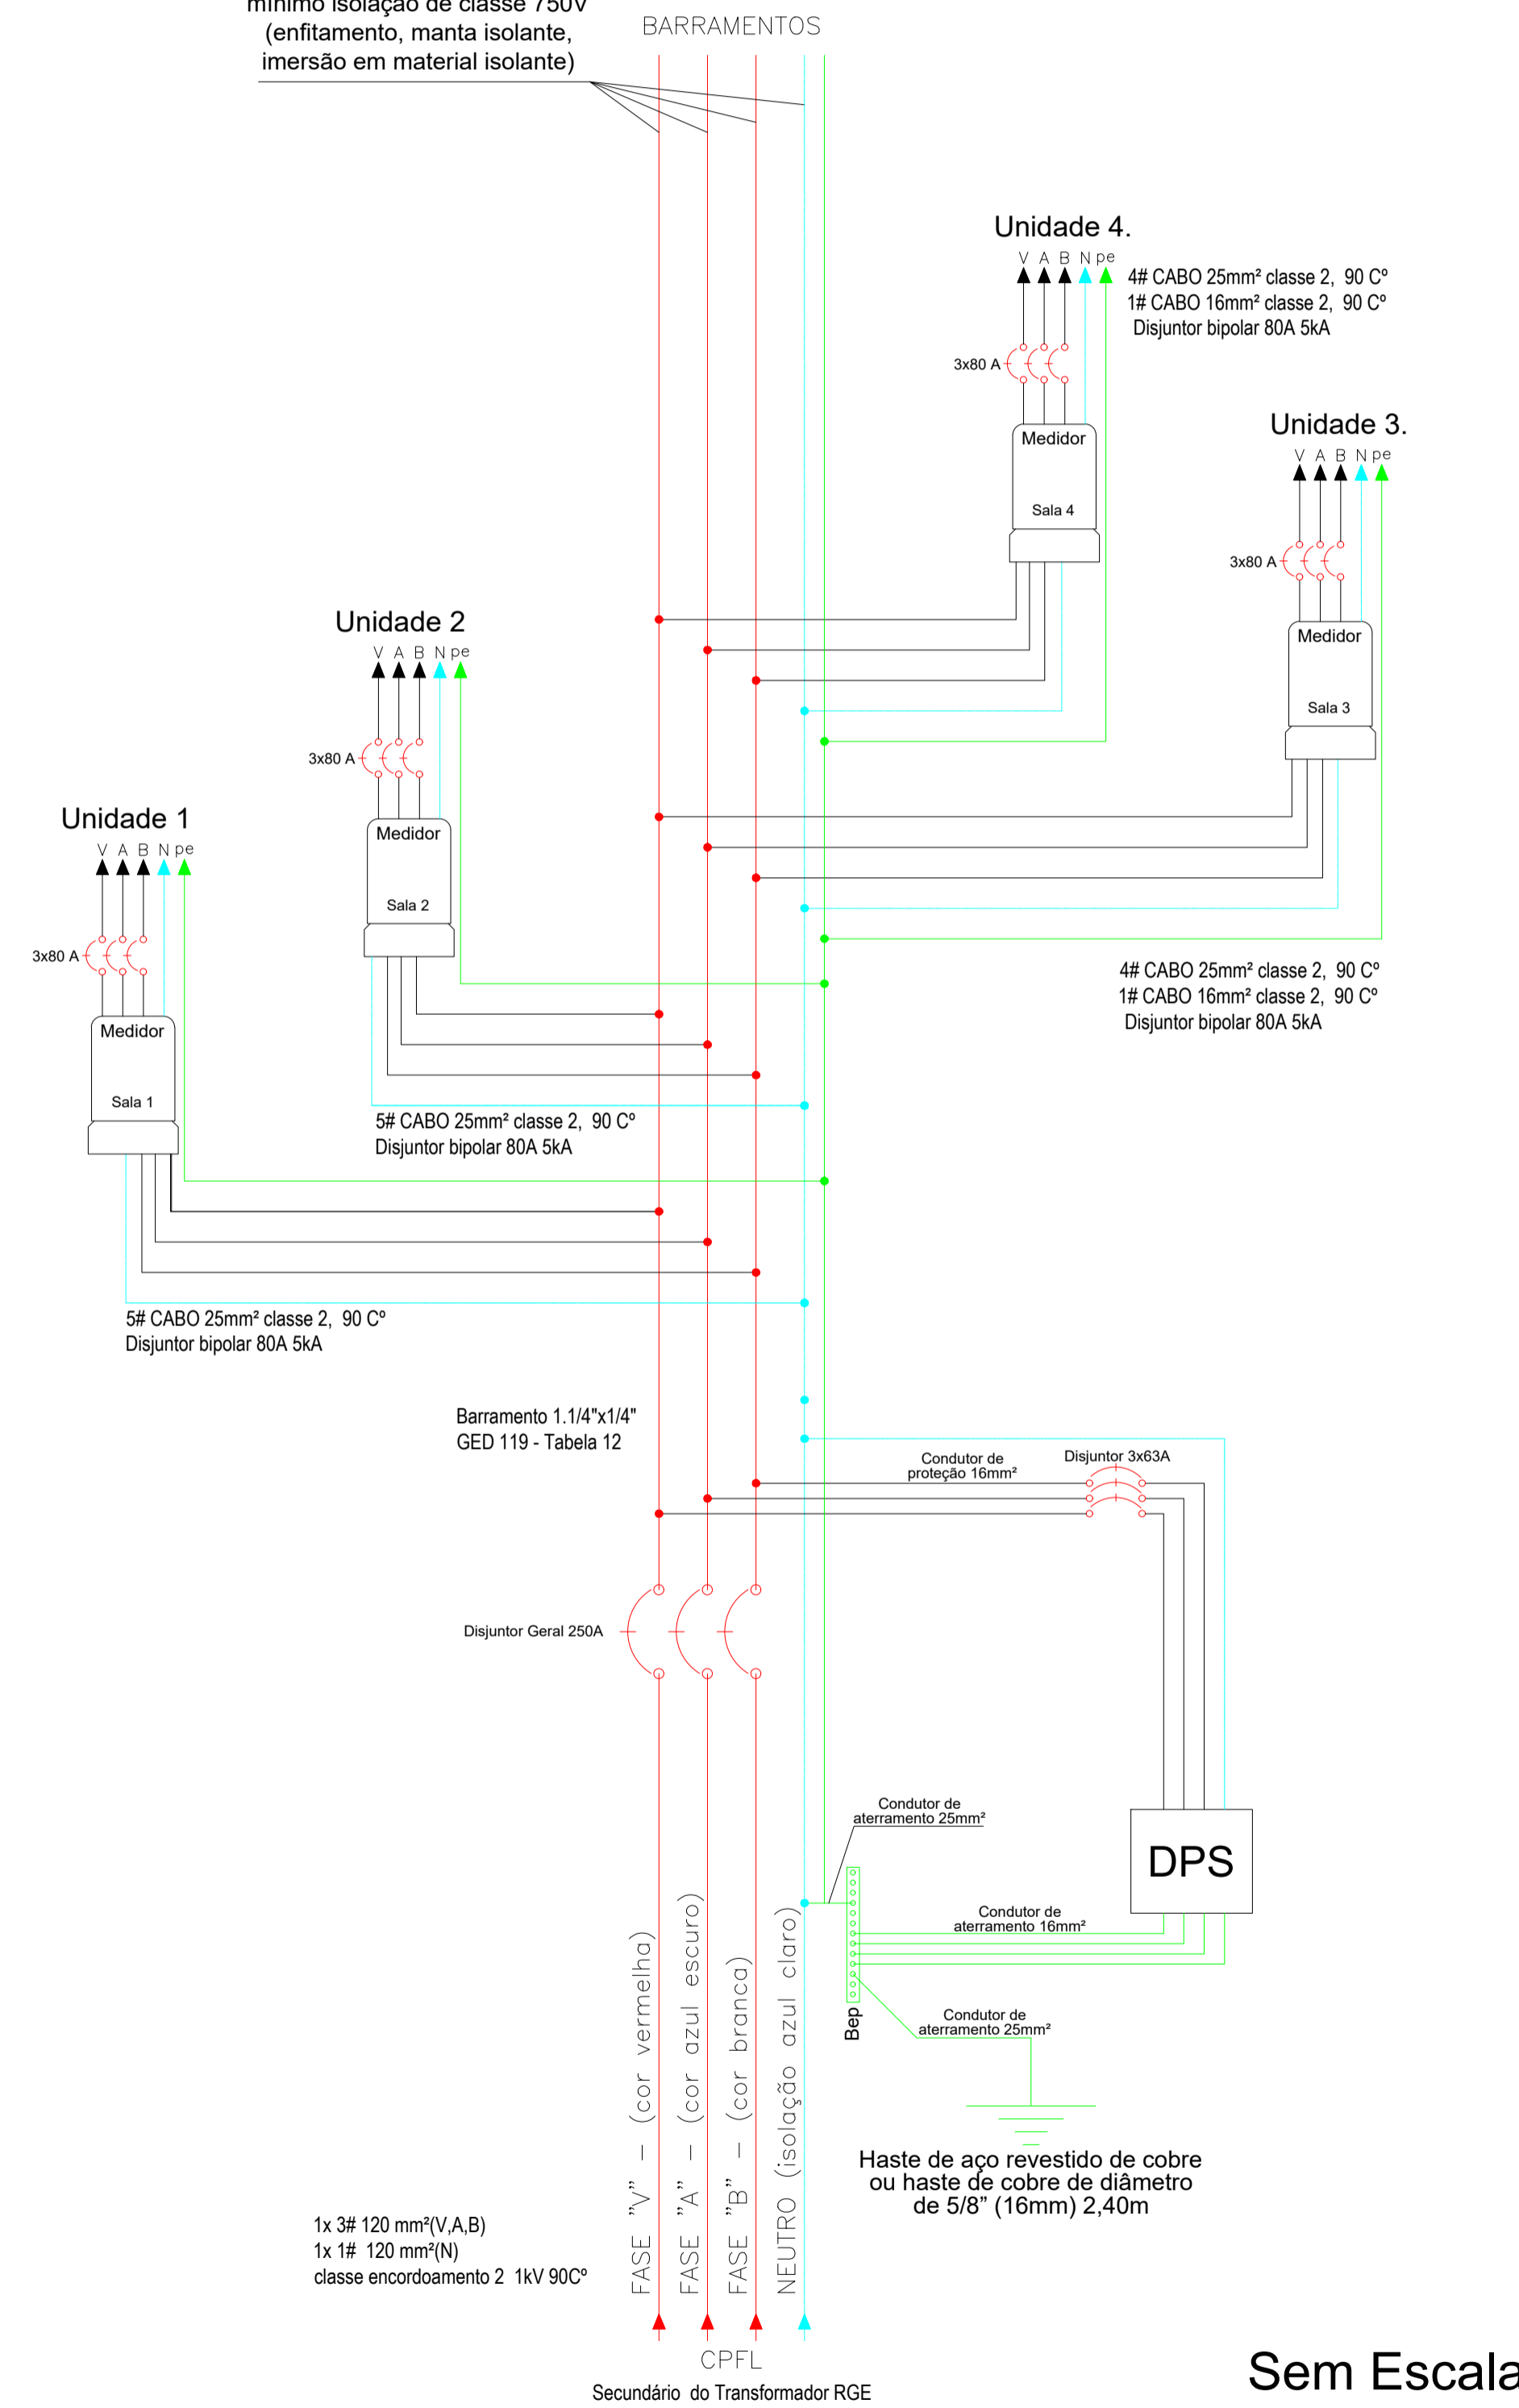 mínimo isolação de classe 750V
(enfitamento, manta isolante,
imersão em material isolante)
BARRAMENTOS
Unidade 4.
V A B N pe
4# CABO 25mm² classe 2, 90 Cº
1# CABO 16mm² classe 2, 90 Cº
Disjuntor bipolar 80A 5kA
3x80 A
Medidor
Sala 4
Unidade 3.
V A B N pe
3x80 A
Medidor
Sala 3
4# CABO 25mm² classe 2, 90 Cº
1# CABO 16mm² classe 2, 90 Cº
Disjuntor bipolar 80A 5kA
Unidade 2
V A B N pe
3x80 A
Medidor
Sala 2
5# CABO 25mm² classe 2, 90 Cº
Disjuntor bipolar 80A 5kA
Unidade 1
V A B N pe
3x80 A
Medidor
Sala 1
5# CABO 25mm² classe 2, 90 Cº
Disjuntor bipolar 80A 5kA
Barramento 1.1/4"x1/4"
GED 119 - Tabela 12
Condutor de
proteção 16mm²
Disjuntor 3x63A
Disjuntor Geral 250A
Condutor de
aterramento 25mm²
DPS
Condutor de
aterramento 16mm²
Bep
Condutor de
aterramento 25mm²
Haste de aço revestido de cobre
ou haste de cobre de diâmetro
de 5/8” (16mm) 2,40m
FASE ”V” – (cor vermelha)
FASE ”A” – (cor azul escuro)
FASE ”B” – (cor branca)
NEUTRO (isolação azul claro)
1x 3# 120 mm²(V,A,B)
1x 1# 120 mm²(N)
classe encordoamento 2 1kV 90Cº
CPFL
Secundário do Transformador RGE
Sem Escala